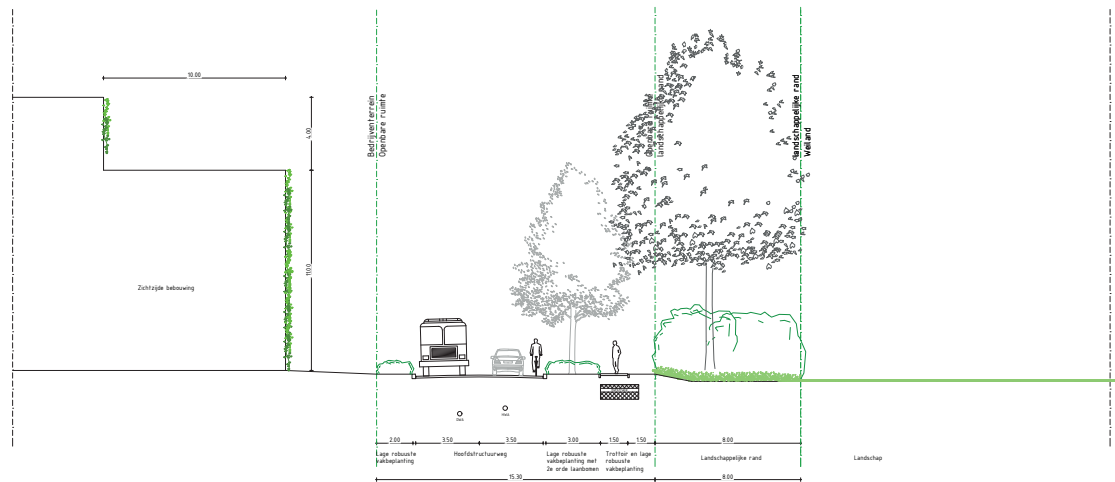 10.00
4.00
11.00
Bedrijventerrein
Openbare ruimte
Openbare ruimte
landschappelijke rand
landschappelijke rand
Weiland
Zichtzijde bebouwing
2.00
3.50
3.50
3.00
1.50
1.50
8.00
Lage robuuste
vakbeplanting
Hoofdstructuurweg
Lage robuuste
vakbeplanting met
2e orde laanbomen
Trottoir en lage
robuuste
vakbeplanting
Landschappelijke rand
Landschap
15.30
8.00